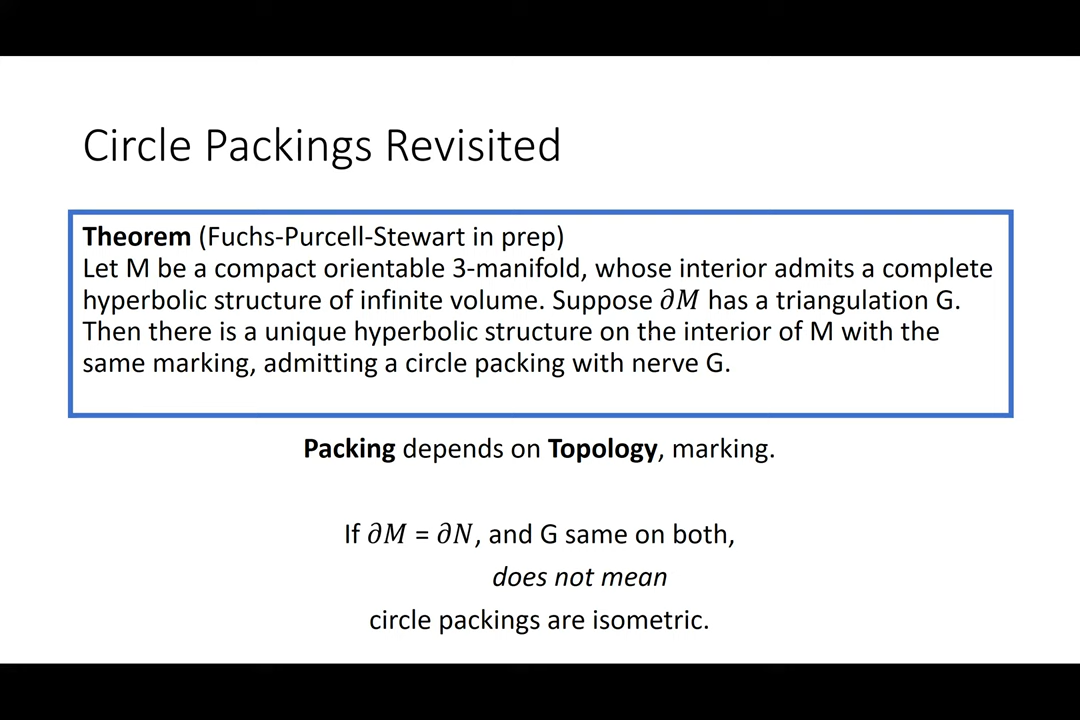 Circle Packings Revisited
Theorem (Fuchs-Purcell-Stewart in prep)
Let M be a compact orientable 3-manifold, whose interior admits a complete
hyperbolic structure of infinite volume. Suppose ∂M has a triangulation G.
Then there is a unique hyperbolic structure on the interior of M with the
same marking, admitting a circle packing with nerve G.
Packing depends on Topology, marking.
If ∂M = ∂N, and G same on both,
does not mean
circle packings are isometric.